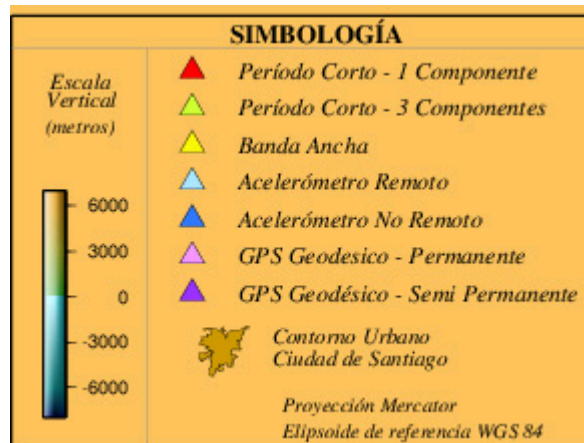 SIMBOLOGÍA
Escala
Vertical
(metros)
6000
3000
0
-3000
-6000
Período Corto - 1 Componente
Período Corto - 3 Componentes
Banda Ancha
Acelerómetro Remoto
Acelerómetro No Remoto
GPS Geodesico - Permanente
GPS Geodésico - Semi Permanente
Contorno Urbano
Ciudad de Santiago
Proyección Mercator
Elipsoide de referencia WGS 84